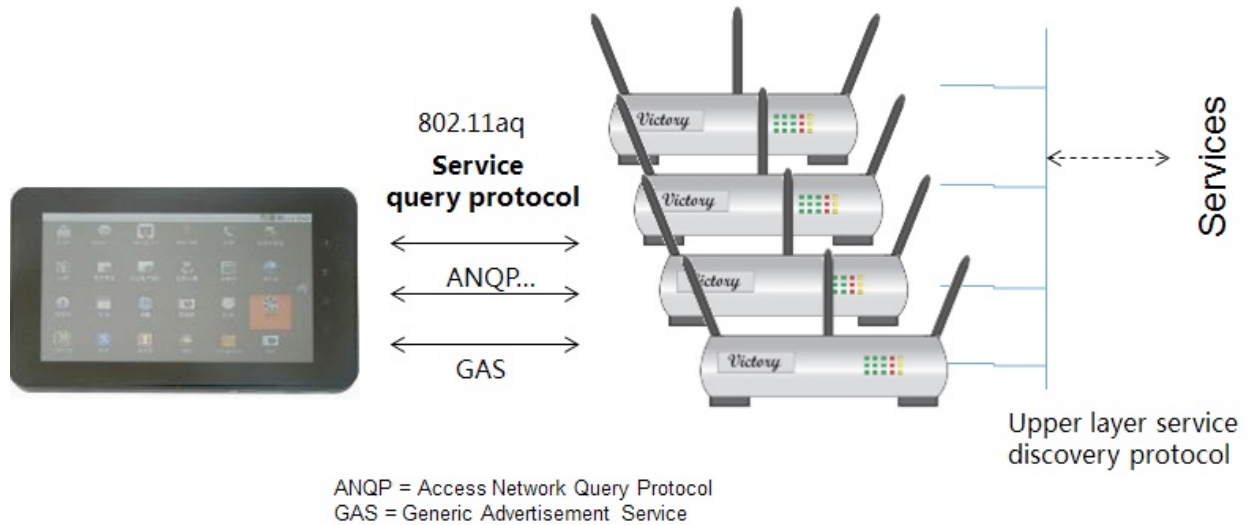 802.11aq
Service
query protocol
ANQP...
GAS
Victory
Victory
Victory
Victory
Services
Upper layer service
discovery protocol
ANQP = Access Network Query Protocol
GAS = Generic Advertisement Service